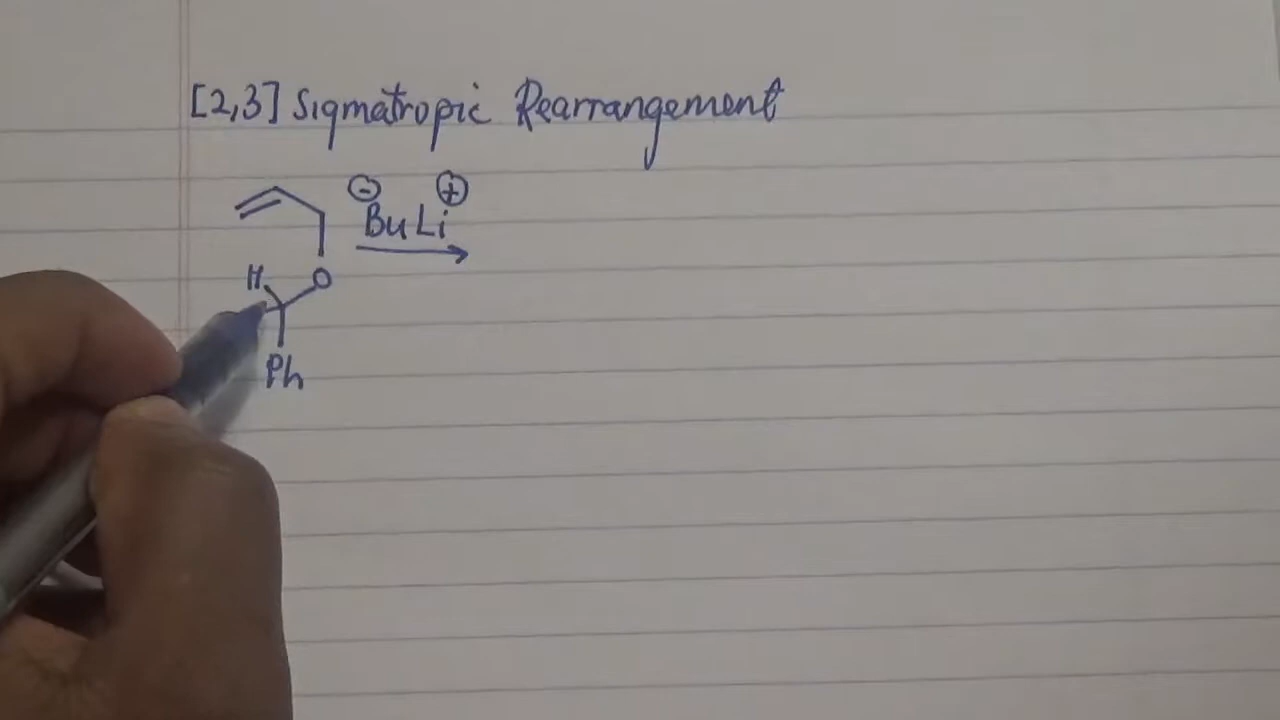 [2,3] Sigmatropic Rearrangement
⊖ ⊕
BuLi
H O
Ph